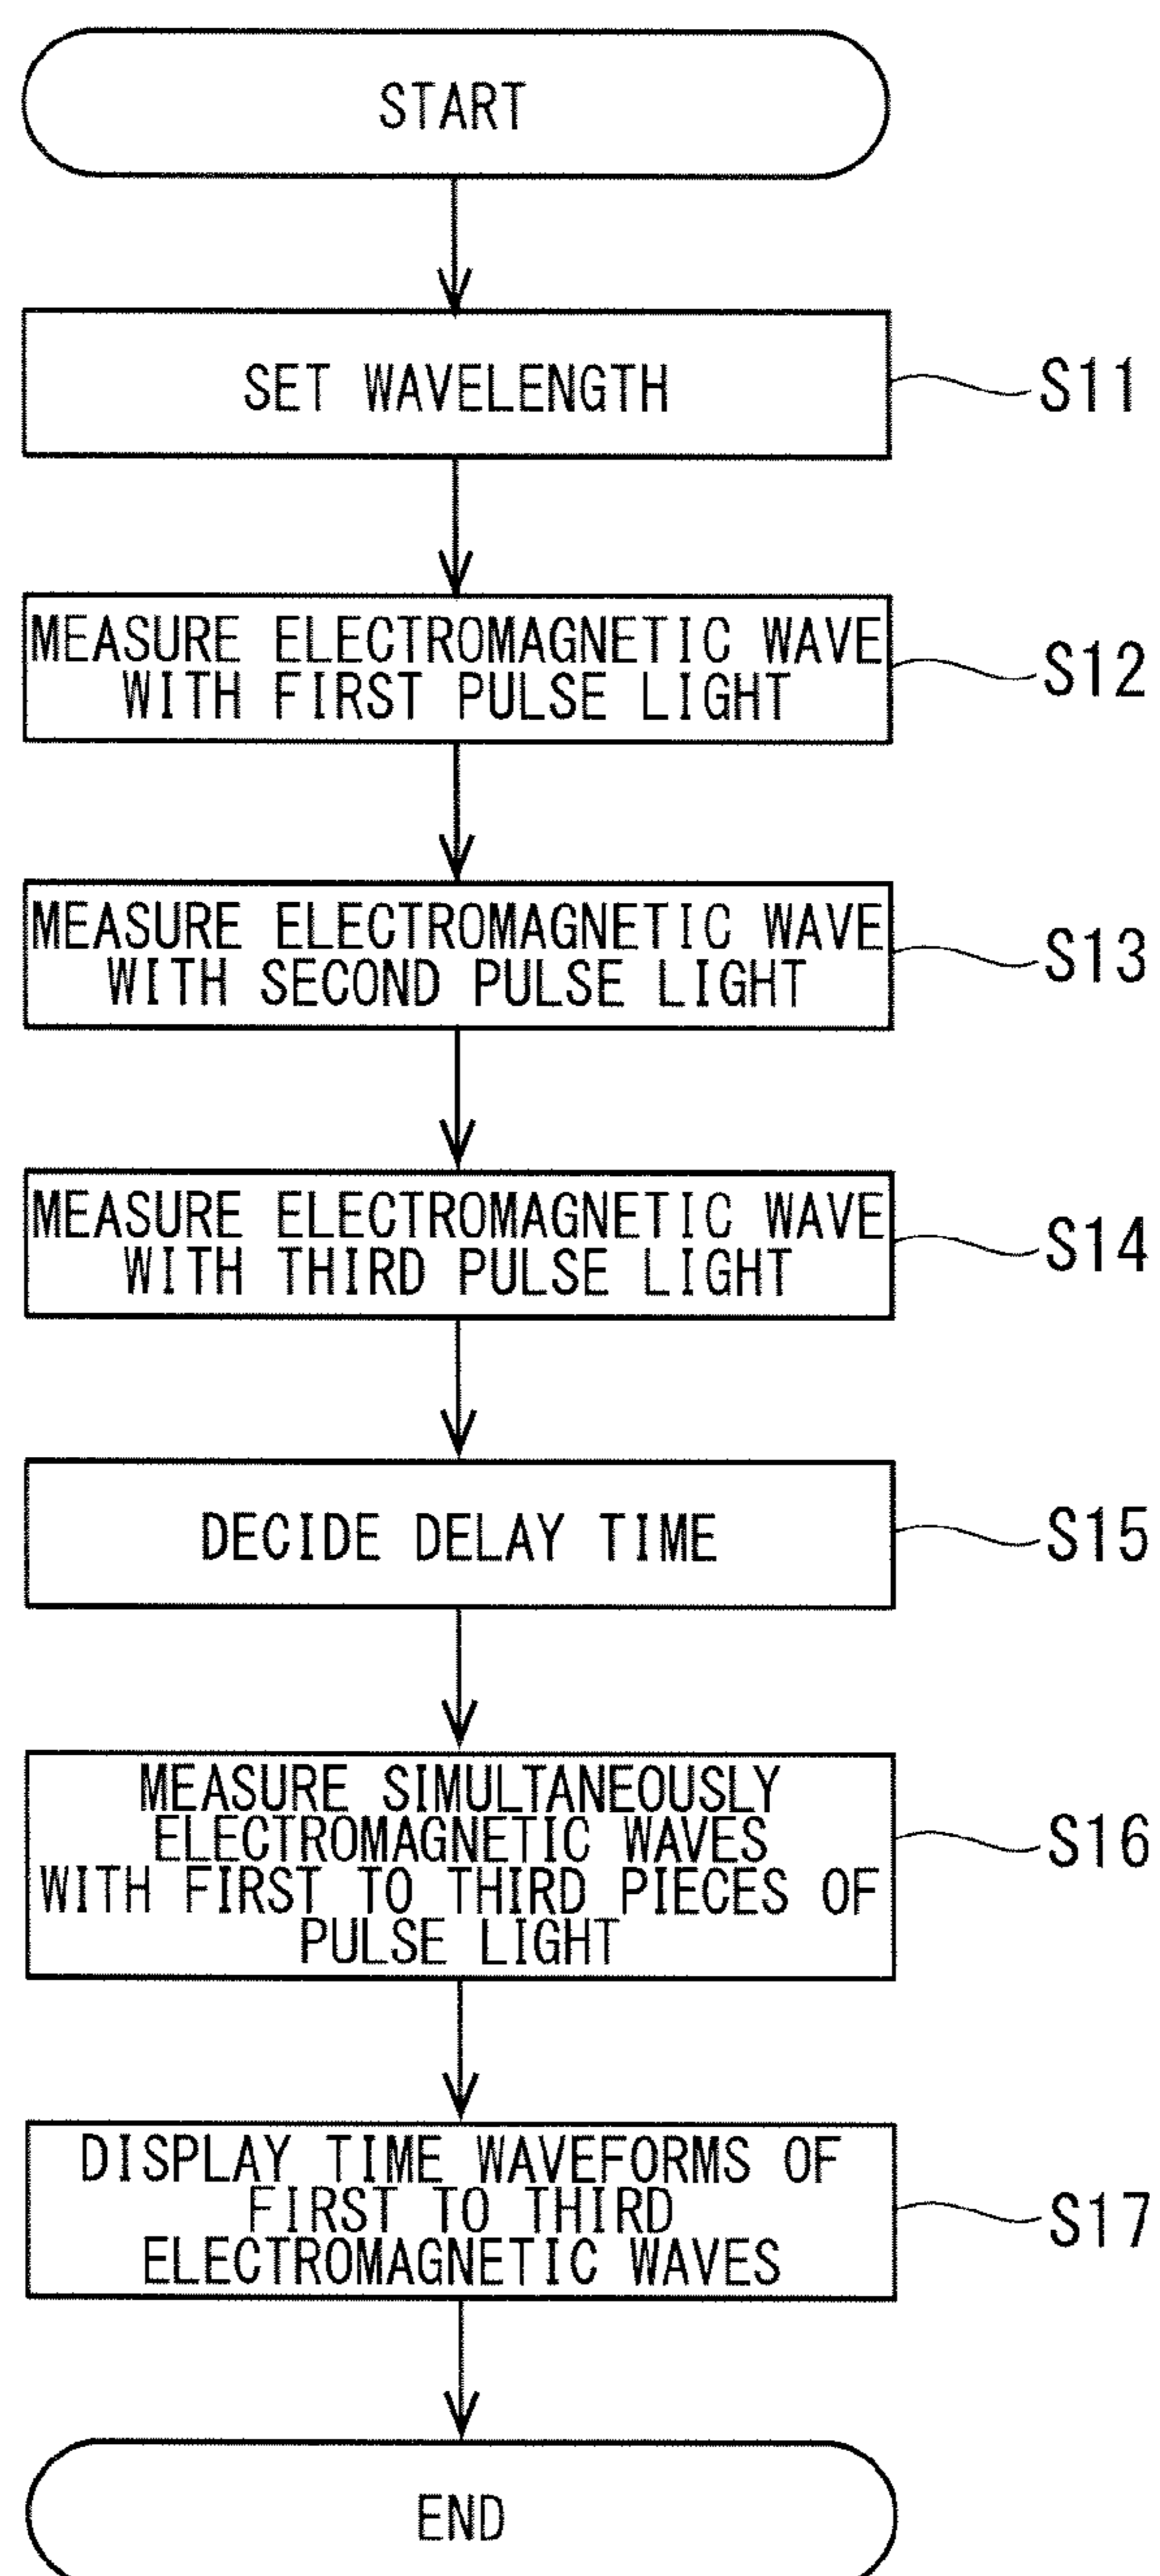 START
SET WAVELENGTH
S11
MEASURE ELECTROMAGNETIC WAVE
WITH FIRST PULSE LIGHT
S12
MEASURE ELECTROMAGNETIC WAVE
WITH SECOND PULSE LIGHT
S13
MEASURE ELECTROMAGNETIC WAVE
WITH THIRD PULSE LIGHT
S14
DECIDE DELAY TIME
S15
MEASURE SIMULTANEOUSLY
ELECTROMAGNETIC WAVES
WITH FIRST TO THIRD PIECES OF
PULSE LIGHT
S16
DISPLAY TIME WAVEFORMS OF
FIRST TO THIRD
ELECTROMAGNETIC WAVES
S17
END